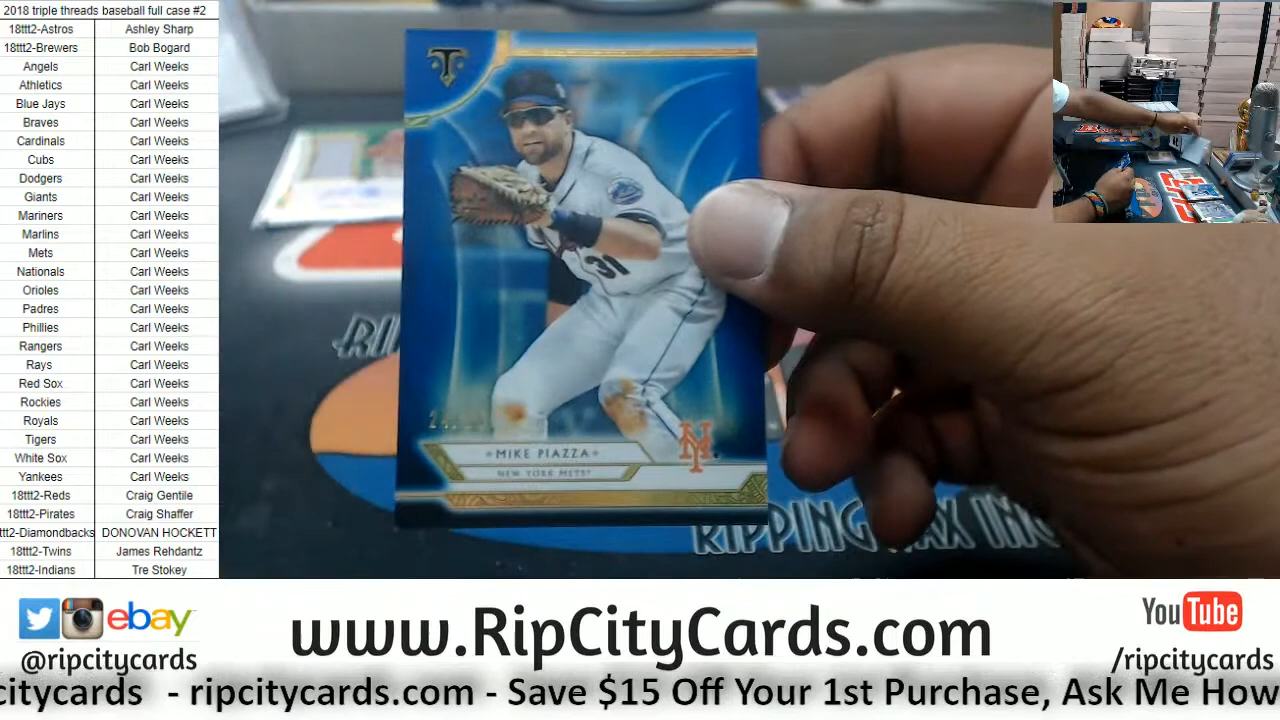 2018 triple threads baseball full case #2
18ttt2-Astros Ashley Sharp
18ttt2-Brewers Bob Bogard
Angels Carl Weeks
Athletics Carl Weeks
Blue Jays Carl Weeks
Braves Carl Weeks
Cardinals Carl Weeks
Cubs Carl Weeks
Dodgers Carl Weeks
Giants Carl Weeks
Mariners Carl Weeks
Marlins Carl Weeks
Mets Carl Weeks
Nationals Carl Weeks
Orioles Carl Weeks
Padres Carl Weeks
Phillies Carl Weeks
Rangers Carl Weeks
Rays Carl Weeks
Red Sox Carl Weeks
Rockies Carl Weeks
Royals Carl Weeks
Tigers Carl Weeks
White Sox Carl Weeks
Yankees Carl Weeks
18ttt2-Reds Craig Gentile
18ttt2-Pirates Craig Shaffer
ttt2-Diamondbacks DONOVAN HOCKETT
18ttt2-Twins James Rehdantz
18ttt2-Indians Tre Stokey
T
31
MIKE PIAZZA
NEW YORK METS
NY
RIPPING WAX INC
ebay
@ripcitycards
www.RipCityCards.com
YouTube
/ripcitycards
citycards - ripcitycards.com - Save $15 Off Your 1st Purchase, Ask Me How